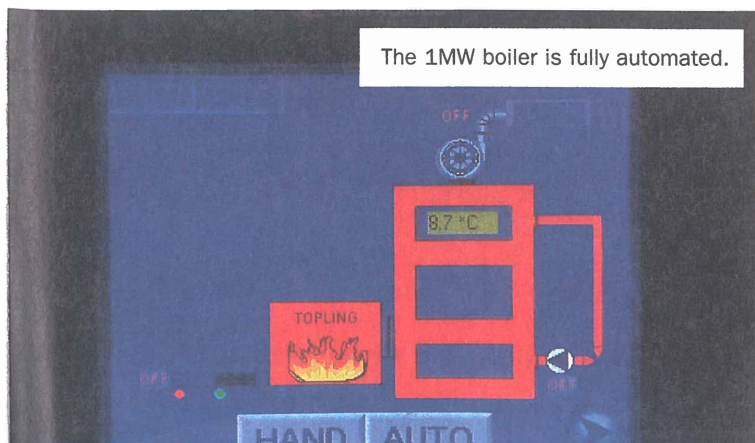 The 1MW boiler is fully automated.
OFF
8.7 °C
TOPLING
OFF
OFF
HAND AUTO